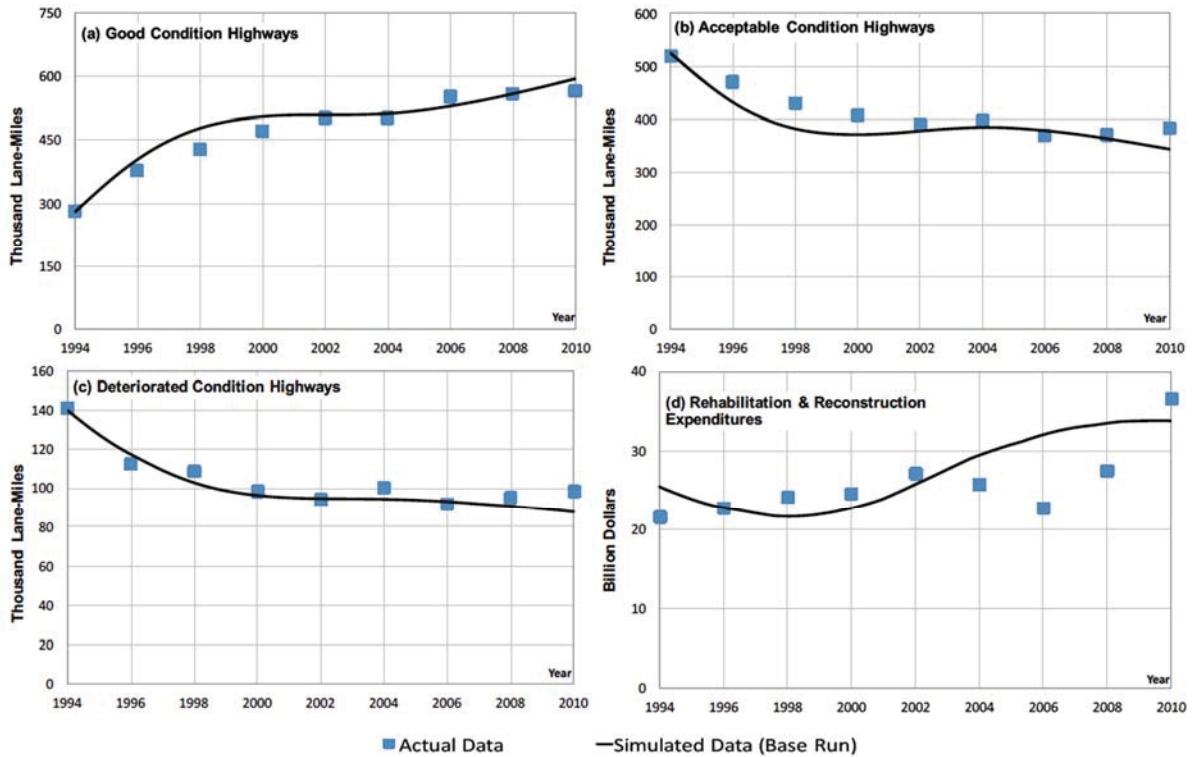 (a) Good Condition Highways
Thousand Lane-Miles
750
600
450
300
150
0
Year
1994 1996 1998 2000 2002 2004 2006 2008 2010
(b) Acceptable Condition Highways
Thousand Lane-Miles
600
500
400
300
200
100
0
Year
1994 1996 1998 2000 2002 2004 2006 2008 2010
(c) Deteriorated Condition Highways
Thousand Lane-Miles
160
140
120
100
80
60
40
20
0
Year
1994 1996 1998 2000 2002 2004 2006 2008 2010
(d) Rehabilitation & Reconstruction
Expenditures
Billion Dollars
40
30
20
10
0
Year
1994 1996 1998 2000 2002 2004 2006 2008 2010
Actual Data
Simulated Data (Base Run)